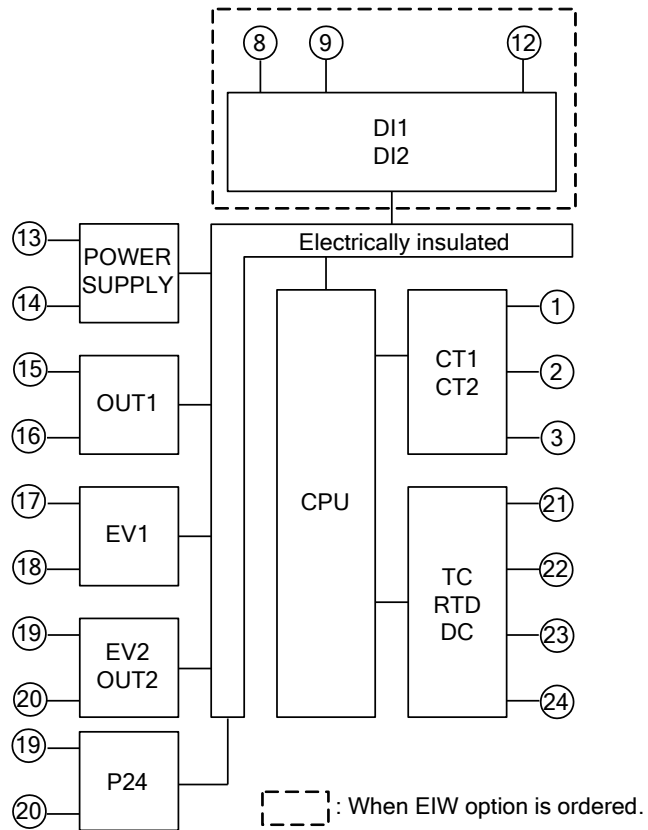 8 9 12
DI1
DI2
Electrically insulated
13
14
POWER
SUPPLY
15
16
OUT1
17
18
EV1
19
20
EV2
OUT2
19
20
P24
CPU
CT1
CT2
1
2
3
TC
RTD
DC
21
22
23
24
: When EIW option is ordered.